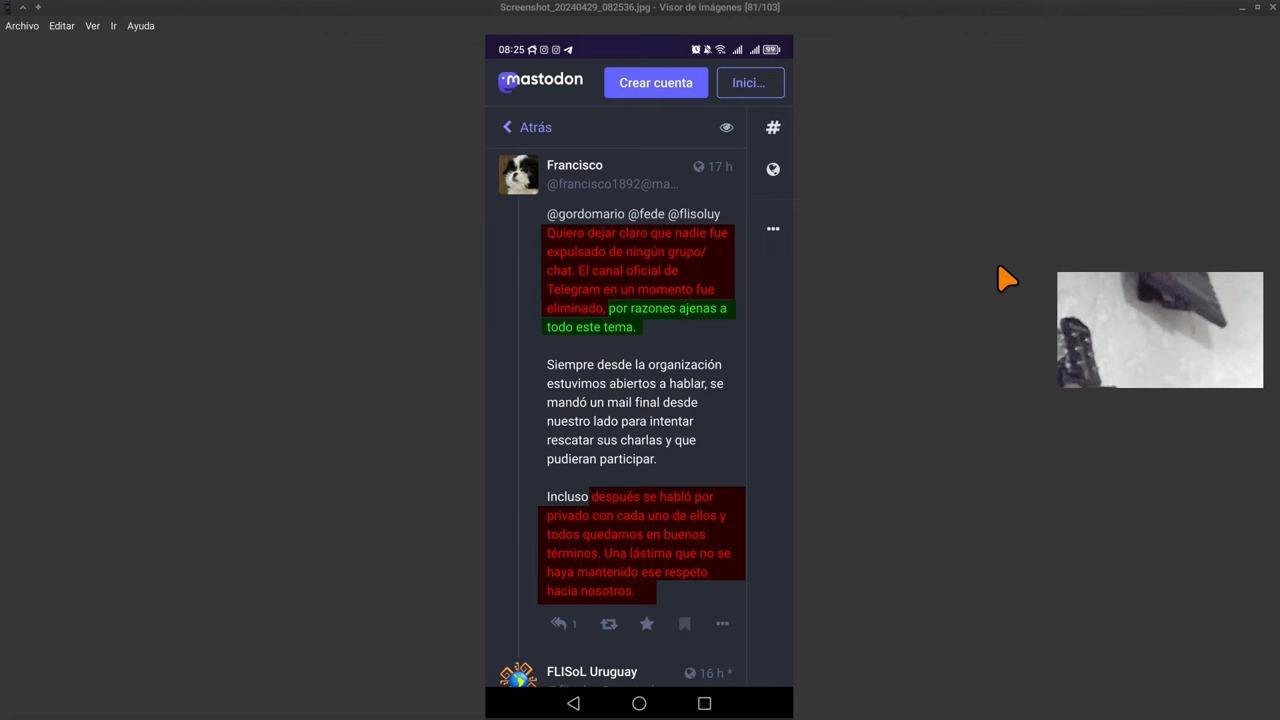 Screenshot_20240429_082536.jpg - Visor de imágenes [81/103]
Archivo Editar Ver Ir Ayuda
08:25 99
mastodon Crear cuenta Inici...
Atrás
Francisco 17 h
@francisco1892@ma...
@gordomario @fede @flisoluy
Quiero dejar claro que nadie fue
expulsado de ningún grupo/
chat. El canal oficial de
Telegram en un momento fue
eliminado, por razones ajenas a
todo este tema.
Siempre desde la organización
estuvimos abiertos a hablar, se
mandó un mail final desde
nuestro lado para intentar
rescatar sus charlas y que
pudieran participar.
Incluso después se habló por
privado con cada uno de ellos y
todos quedamos en buenos
términos. Una lástima que no se
haya mantenido ese respeto
hacia nosotros.
1
FLISoL Uruguay 16 h *